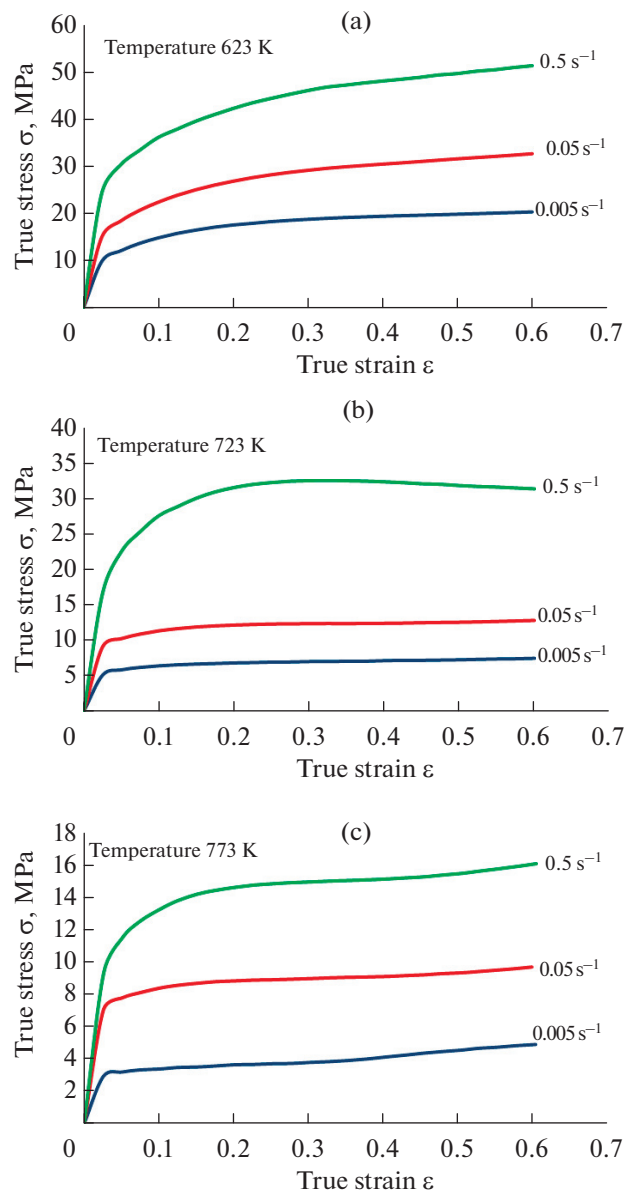 (a)
Temperature 623 K
True stress σ, MPa
60
50
40
30
20
10
0.5 s⁻¹
0.05 s⁻¹
0.005 s⁻¹
0 0.1 0.2 0.3 0.4 0.5 0.6 0.7
True strain ε
(b)
Temperature 723 K
True stress σ, MPa
40
35
30
25
20
15
10
5
0.5 s⁻¹
0.05 s⁻¹
0.005 s⁻¹
0 0.1 0.2 0.3 0.4 0.5 0.6 0.7
True strain ε
(c)
Temperature 773 K
True stress σ, MPa
18
16
14
12
10
8
6
4
2
0.5 s⁻¹
0.05 s⁻¹
0.005 s⁻¹
0 0.1 0.2 0.3 0.4 0.5 0.6 0.7
True strain ε